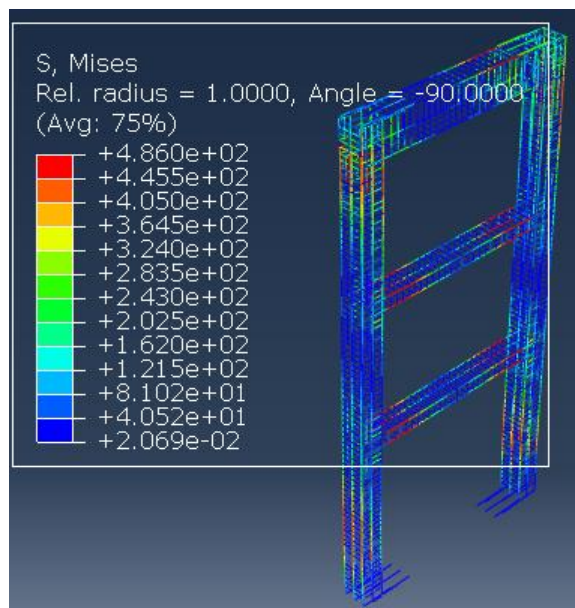 S, Mises
Rel. radius = 1.0000, Angle = -90.0000
(Avg: 75%)
+4.860e+02
+4.455e+02
+4.050e+02
+3.645e+02
+3.240e+02
+2.835e+02
+2.430e+02
+2.025e+02
+1.620e+02
+1.215e+02
+8.102e+01
+4.052e+01
+2.069e-02